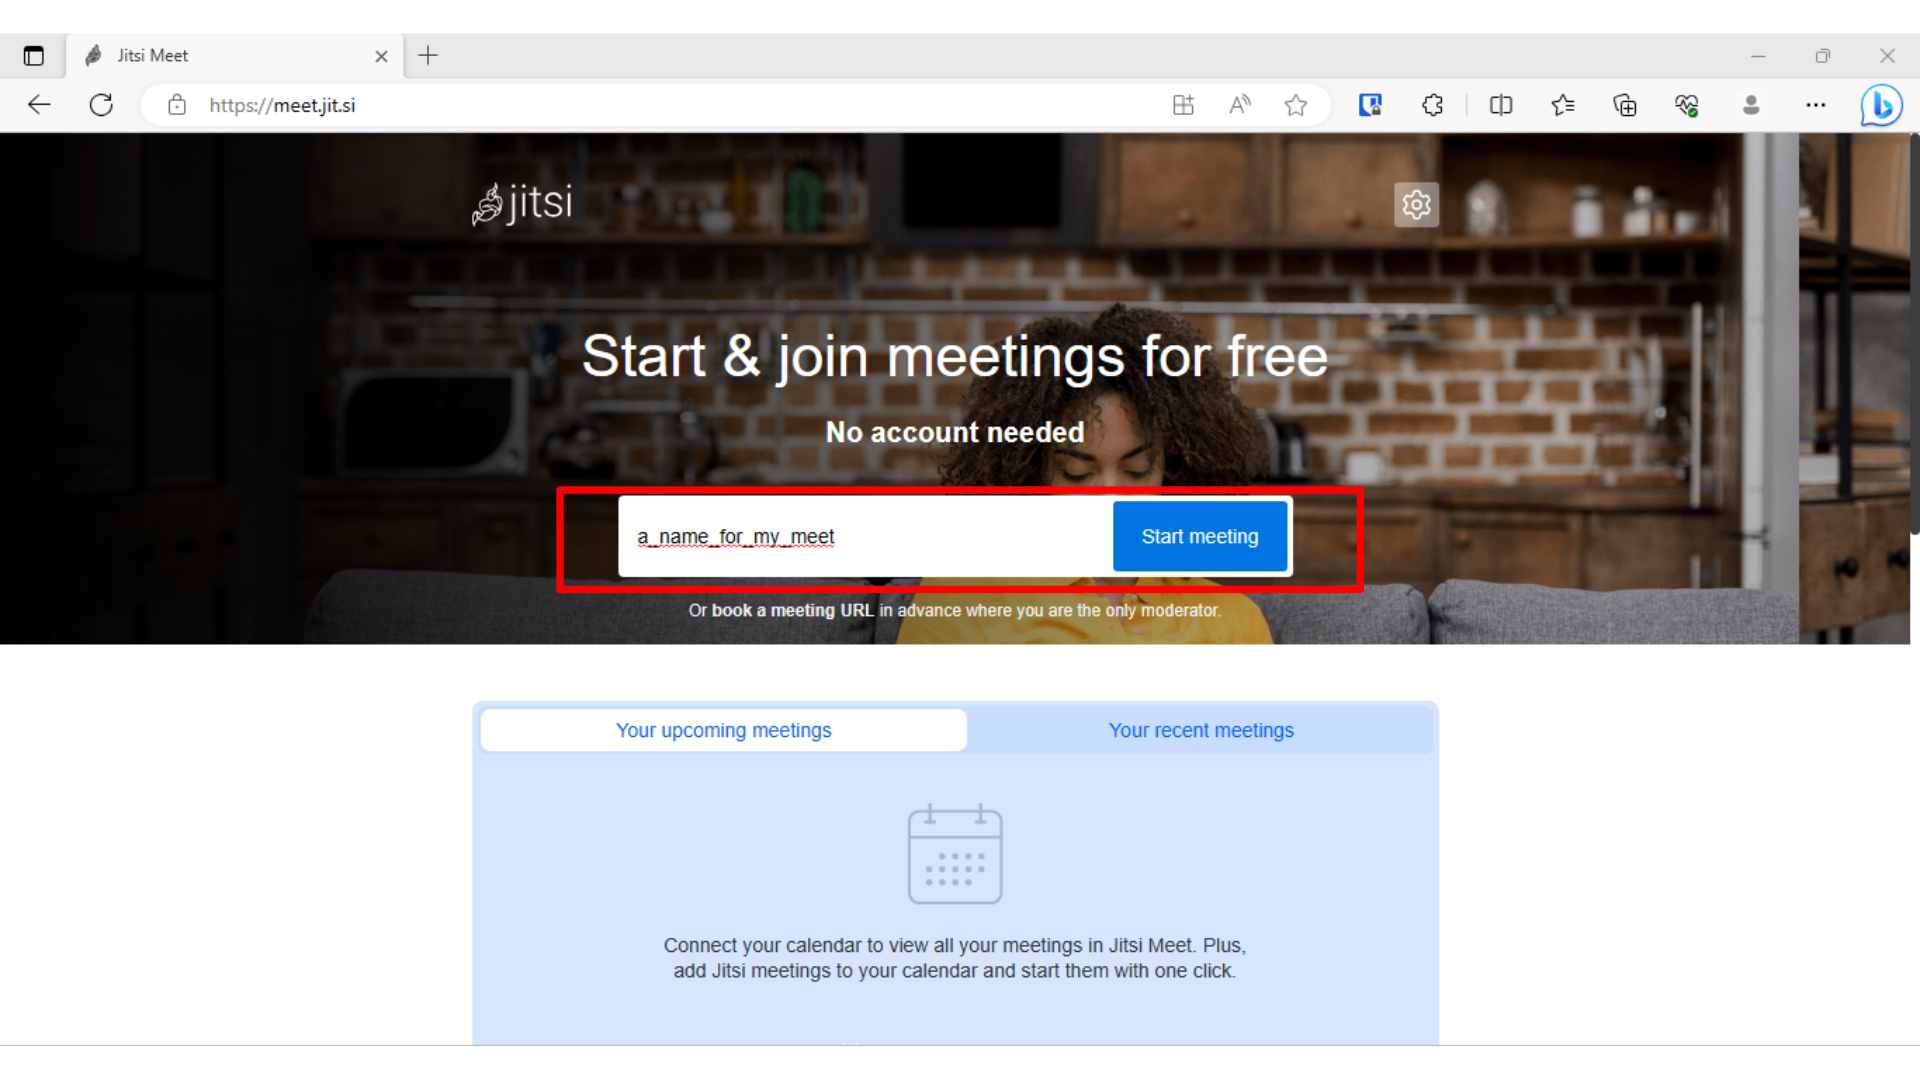 Jitsi Meet
https://meet.jit.si
jitsi
Start & join meetings for free
No account needed
a_name_for_my_meet
Start meeting
Or book a meeting URL in advance where you are the only moderator.
Your upcoming meetings
Your recent meetings
Connect your calendar to view all your meetings in Jitsi Meet. Plus,
add Jitsi meetings to your calendar and start them with one click.